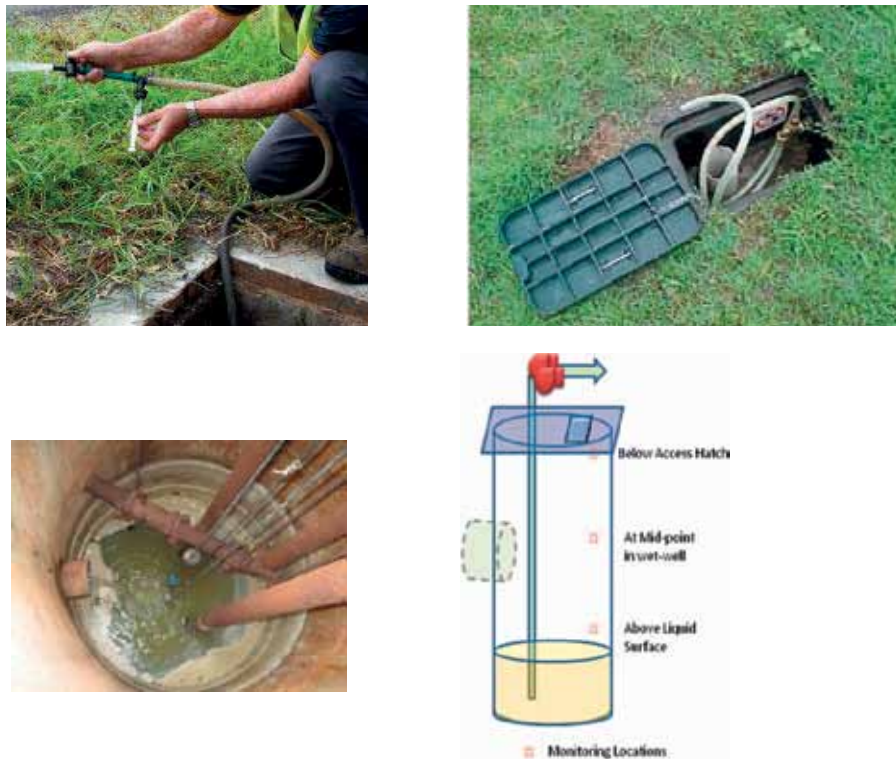 Below Access Hatch
At Mid-point
in wet-well
Above Liquid
Surface
Monitoring Locations